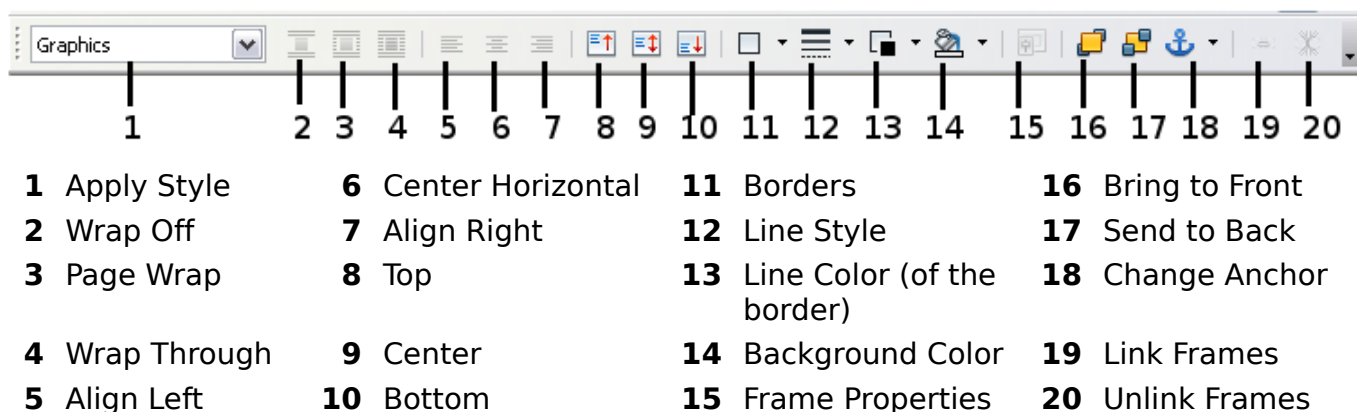 Graphics
1 2 3 4 5 6 7 8 9 10 11 12 13 14 15 16 17 18 19 20
1 Apply Style 6 Center Horizontal 11 Borders 16 Bring to Front
2 Wrap Off 7 Align Right 12 Line Style 17 Send to Back
3 Page Wrap 8 Top 13 Line Color (of the 18 Change Anchor
border)
4 Wrap Through 9 Center 14 Background Color 19 Link Frames
5 Align Left 10 Bottom 15 Frame Properties 20 Unlink Frames